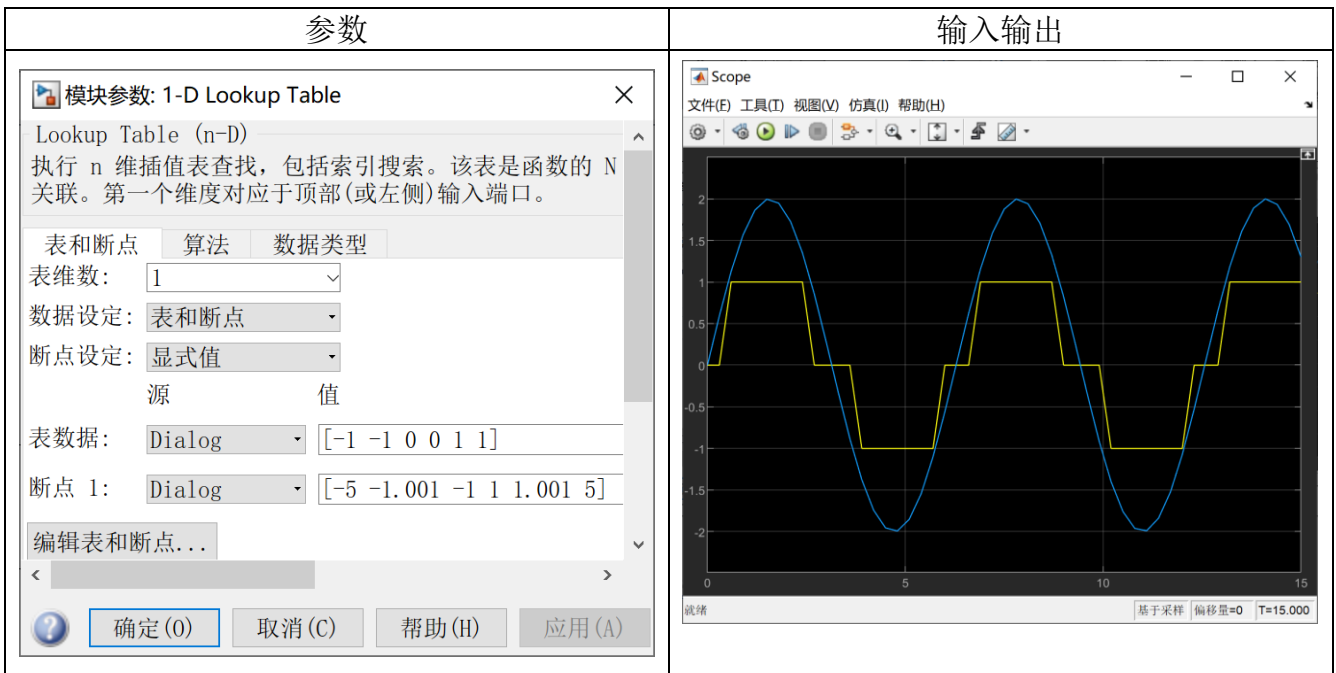 参数
输入输出
模块参数: 1-D Lookup Table
Lookup Table (n-D)
执行 n 维插值表查找，包括索引搜索。该表是函数的 N
关联。第一个维度对应于顶部(或左侧)输入端口。
表和断点 算法 数据类型
表维数: 1
数据设定: 表和断点
断点设定: 显式值
源 值
表数据: Dialog [-1 -1 0 0 1 1]
断点 1: Dialog [-5 -1.001 -1 1 1.001 5]
编辑表和断点...
确定(O) 取消(C) 帮助(H) 应用(A)
Scope
文件(F) 工具(T) 视图(V) 仿真(I) 帮助(H)
2
1.5
1
0.5
0
-0.5
-1
-1.5
-2
0 5 10 15
就绪 基于采样 偏移量=0 T=15.000